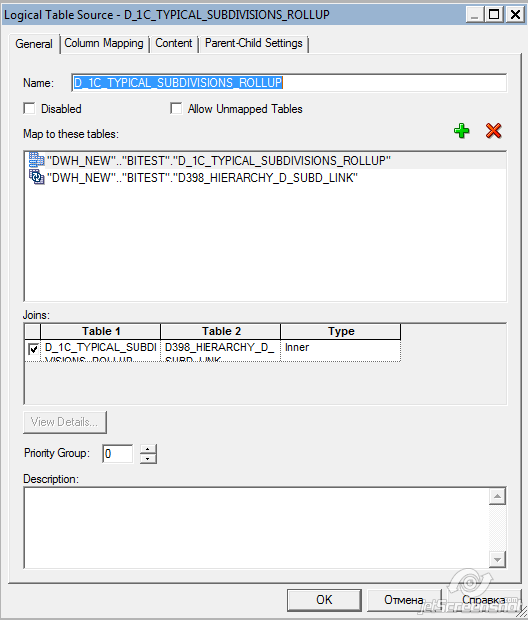 Logical Table Source - D_1C_TYPICAL_SUBDIVISIONS_ROLLUP
General Column Mapping Content Parent-Child Settings
Name: D_1C_TYPICAL_SUBDIVISIONS_ROLLUP
Disabled Allow Unmapped Tables
Map to these tables:
"DWH_NEW".."BITEST"."D_1C_TYPICAL_SUBDIVISIONS_ROLLUP"
"DWH_NEW".."BITEST"."D398_HIERARCHY_D_SUBD_LINK"
Joins:
Table 1 Table 2 Type
D_1C_TYPICAL_SUBDI D398_HIERARCHY_D_ Inner
VISIONS_ROLLUP SUBD_LINK
View Details...
Priority Group: 0
Description:
OK Отмена Справка
jetScreenshot